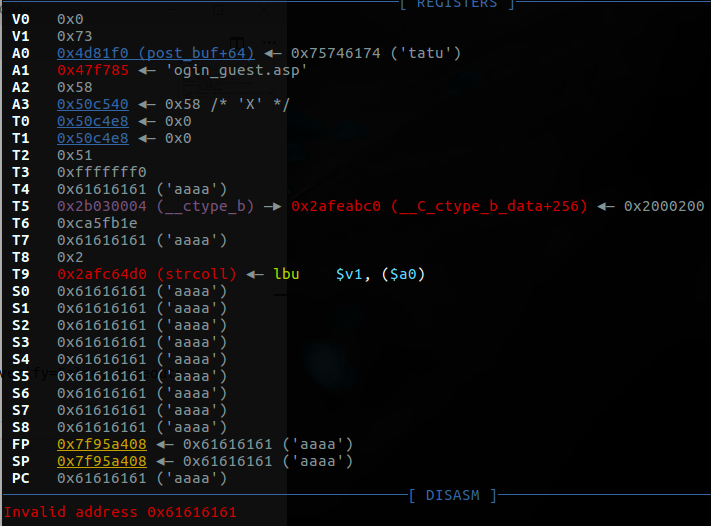 [ REGISTERS ]
V0 0x0
V1 0x73
A0 0x4d81f0 (post_buf+64) ◂— 0x75746174 ('tatu')
A1 0x47f785 ◂— 'ogin_guest.asp'
A2 0x58
A3 0x50c540 ◂— 0x58 /* 'X' */
T0 0x50c4e8 ◂— 0x0
T1 0x50c4e8 ◂— 0x0
T2 0x51
T3 0xfffffff0
T4 0x61616161 ('aaaa')
T5 0x2b030004 (__ctype_b) —▸ 0x2afeabc0 (__C_ctype_b_data+256) ◂— 0x2000200
T6 0xca5fb1e
T7 0x61616161 ('aaaa')
T8 0x2
T9 0x2afc64d0 (strcoll) ◂— lbu $v1, ($a0)
S0 0x61616161 ('aaaa')
S1 0x61616161 ('aaaa')
S2 0x61616161 ('aaaa')
S3 0x61616161 ('aaaa')
S4 0x61616161 ('aaaa')
S5 0x61616161 ('aaaa')
S6 0x61616161 ('aaaa')
S7 0x61616161 ('aaaa')
S8 0x61616161 ('aaaa')
FP 0x7f95a408 ◂— 0x61616161 ('aaaa')
SP 0x7f95a408 ◂— 0x61616161 ('aaaa')
PC 0x61616161 ('aaaa')
[ DISASM ]
Invalid address 0x61616161